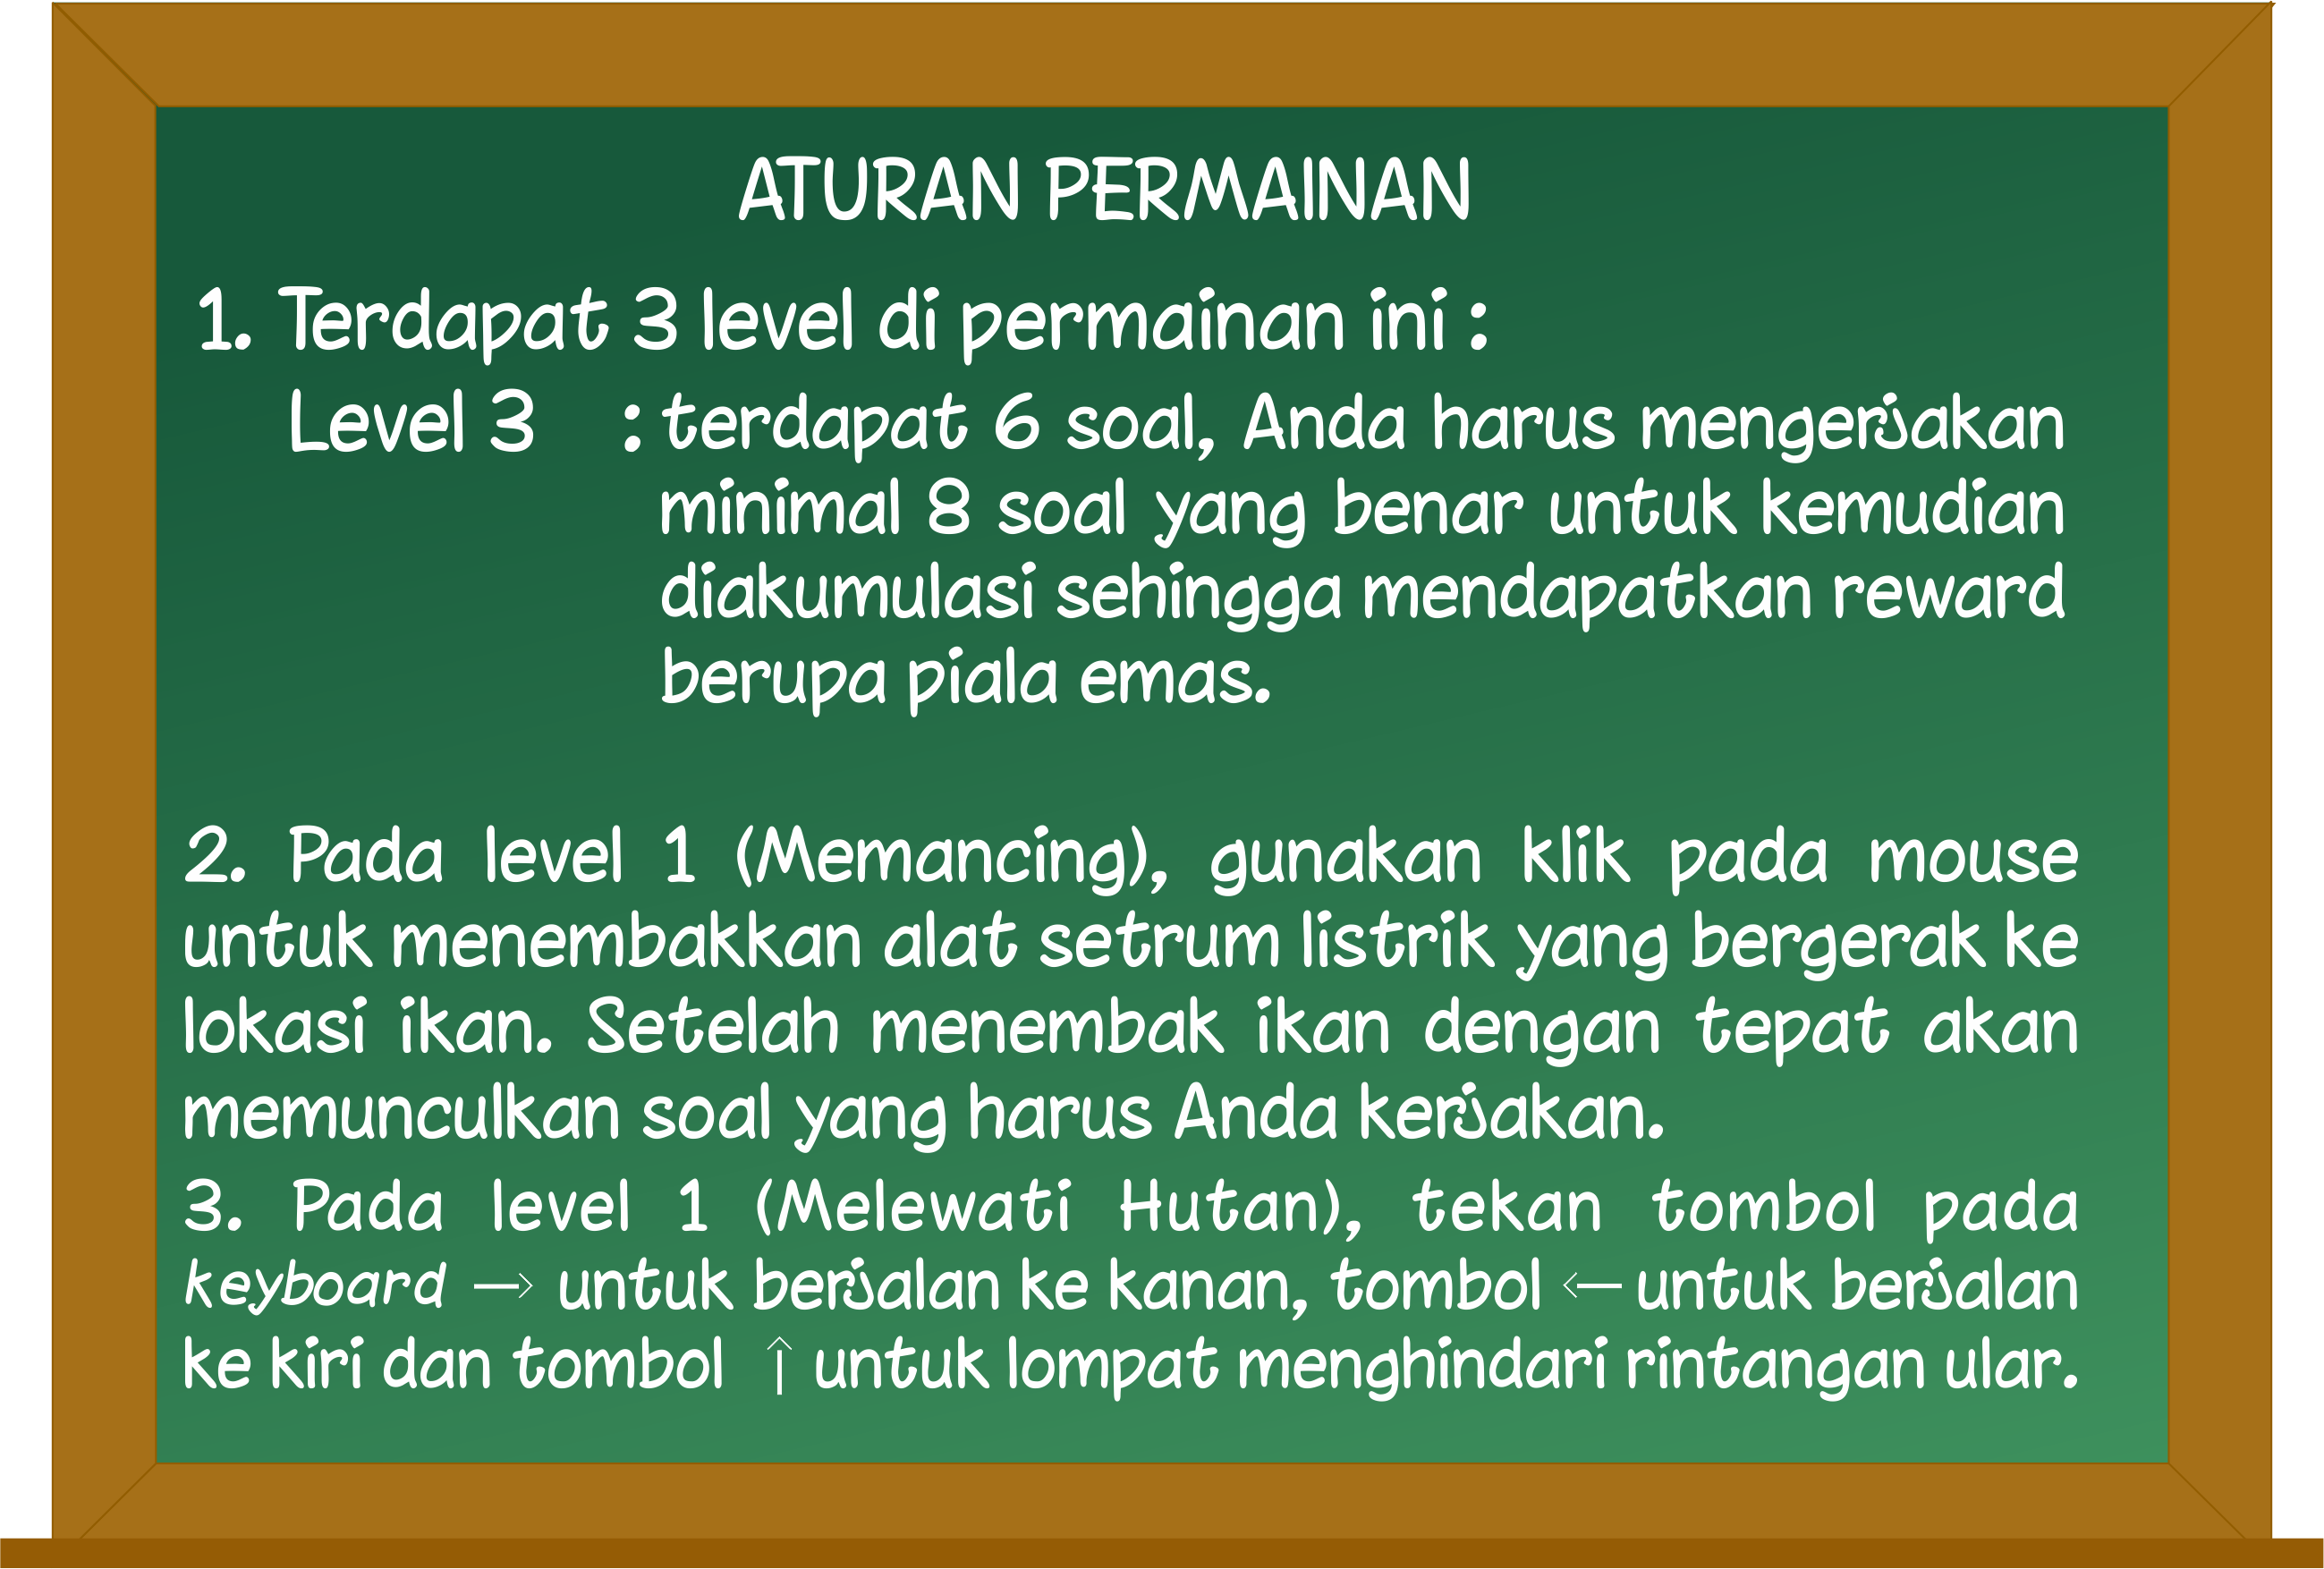 ATURAN PERMAINAN
1. Terdapat 3 level di permainan ini :
Level 3 : terdapat 6 soal, Anda harus mengerjakan
minimal 8 soal yang benar untuk kemudian
diakumulasi sehingga mendapatkan reward
berupa piala emas.
2. Pada level 1 (Memancing), gunakan klik pada mouse
untuk menembakkan alat setrum listrik yang bergerak ke
lokasi ikan. Setelah menembak ikan dengan tepat akan
memunculkan soal yang harus Anda kerjakan.
3. Pada level 1 (Melewati Hutan), tekan tombol pada
keyboard → untuk berjalan ke kanan, tombol ← untuk berjalan
ke kiri dan tombol ↑ untuk lompat menghindari rintangan ular.